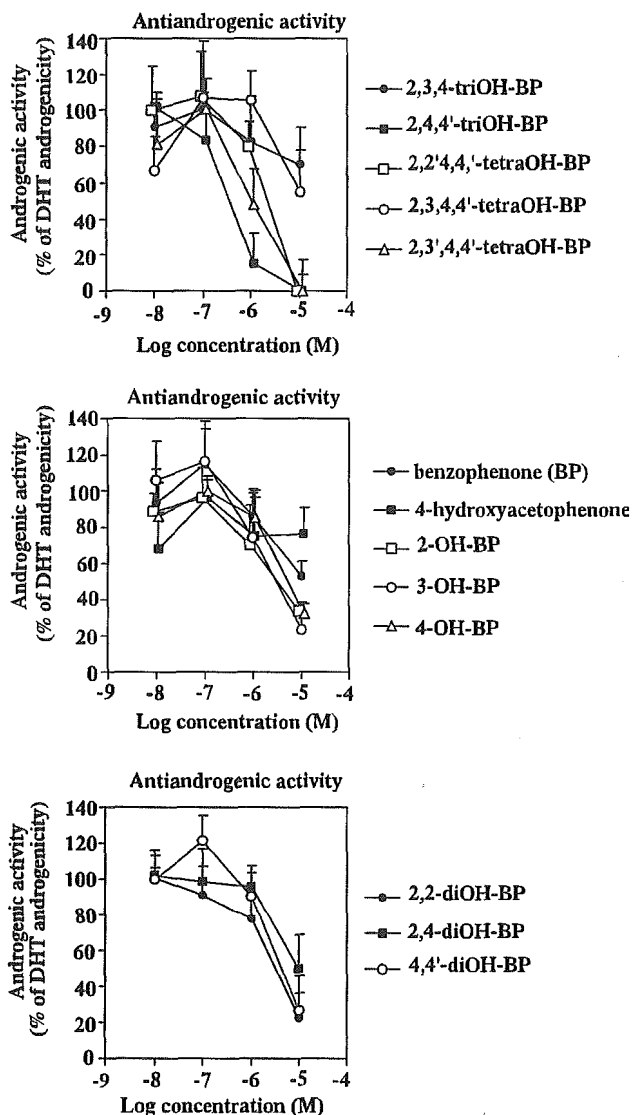 Antiandrogenic activity
Androgenic activity
(% of DHT androgenicity)
140
120
100
80
60
40
20
0
-9
-8
-7
-6
-5
-4
Log concentration (M)
2,3,4-triOH-BP
2,4,4'-triOH-BP
2,2'4,4,'-tetraOH-BP
2,3,4,4'-tetraOH-BP
2,3',4,4'-tetraOH-BP
Antiandrogenic activity
Androgenic activity
(% of DHT androgenicity)
140
120
100
80
60
40
20
0
-9
-8
-7
-6
-5
-4
Log concentration (M)
benzophenone (BP)
4-hydroxyacetophenone
2-OH-BP
3-OH-BP
4-OH-BP
Antiandrogenic activity
Androgenic activity
(% of DHT androgenicity)
140
120
100
80
60
40
20
0
-9
-8
-7
-6
-5
-4
Log concentration (M)
2,2-diOH-BP
2,4-diOH-BP
4,4'-diOH-BP